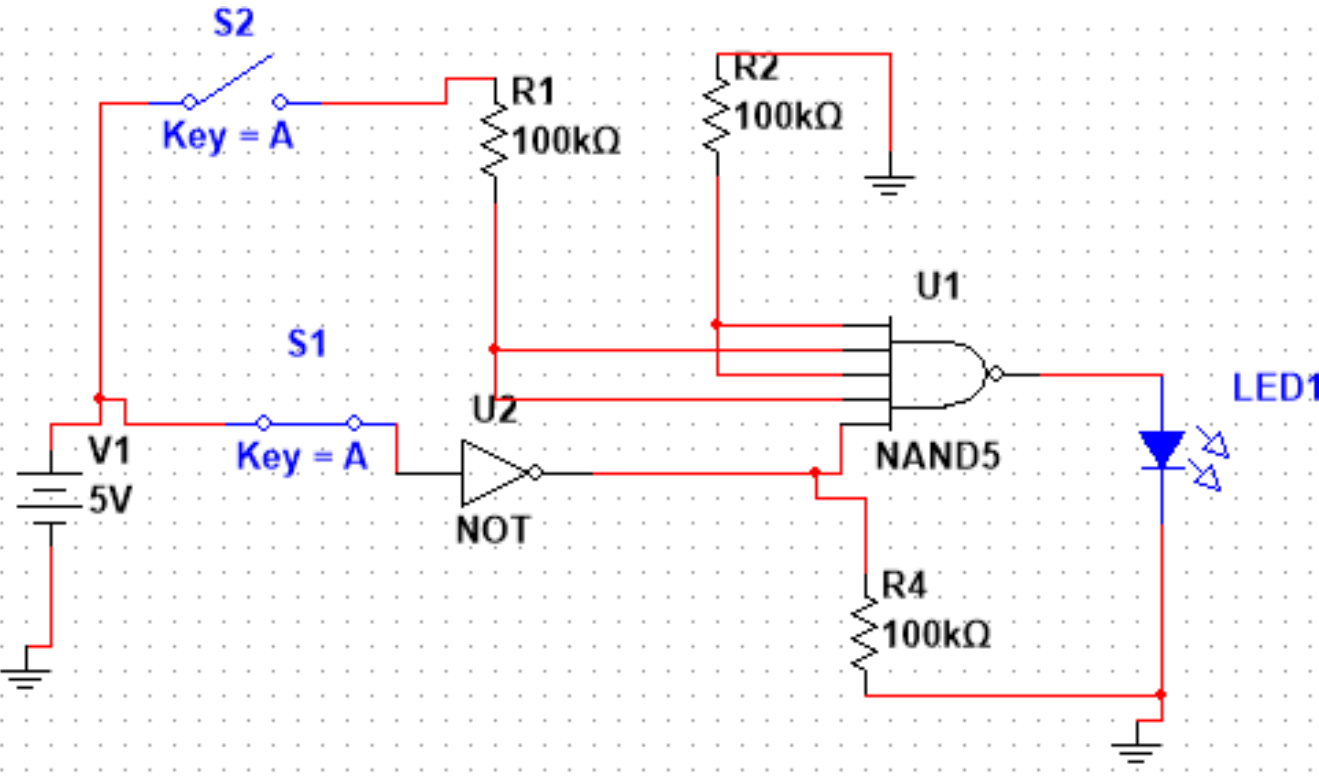 S2
Key = A
R1
100kΩ
R2
100kΩ
U1
S1
Key = A
U2
NOT
V1
5V
NAND5
LED1
R4
100kΩ